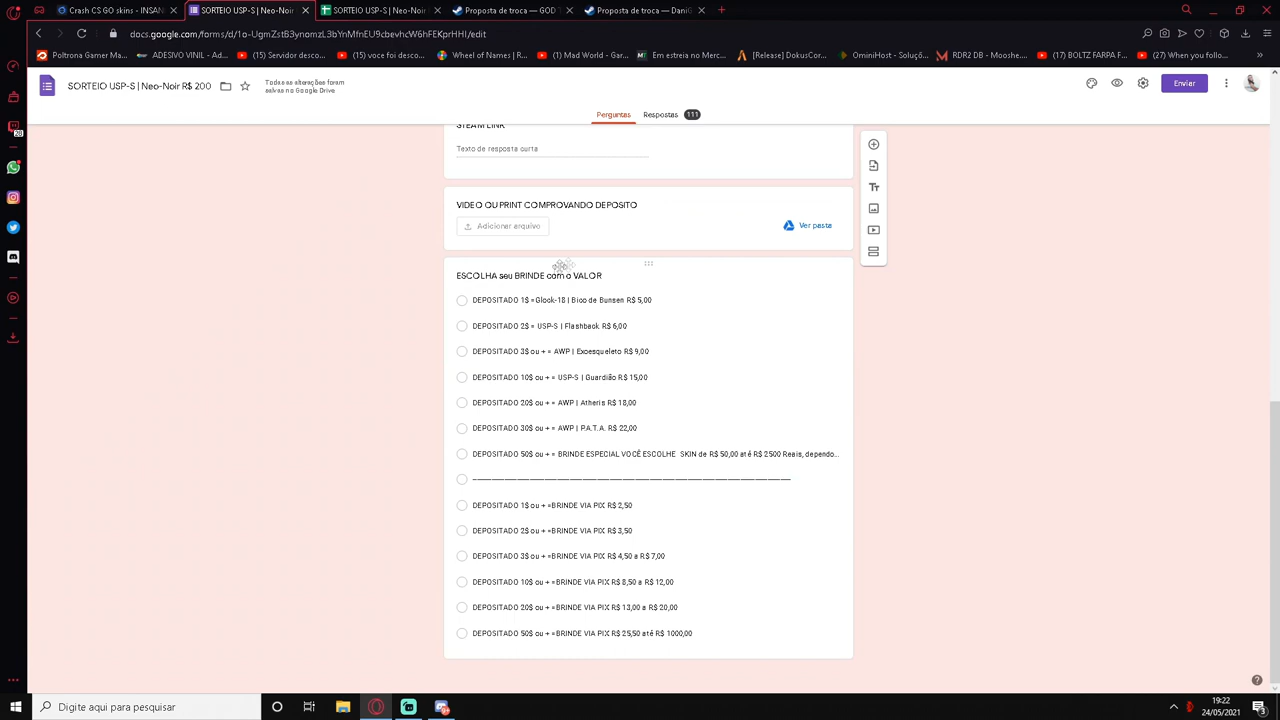 Crash CS GO skins - INSAN
SORTEIO USP-S | Neo-Noir
SORTEIO USP-S | Neo-Noir
Proposta de troca — GOD
Proposta de troca — Dani
docs.google.com/forms/d/1o-UgmZstB3ynomzL3bYnMfnEU9cbevhcW6hFEKprHHI/edit
Poltrona Gamer Ma...
ADESIVO VINIL - Ad...
(15) Servidor desco...
(15) voce foi desco...
Wheel of Names | R...
(1) Mad World - Gar...
Em estreia no Merc...
[Release] DokusCor...
OminiHost - Soluçõ...
RDR2 DB - Mooshe...
(17) BOLTZ FARPA F...
(27) When you follo...
SORTEIO USP-S | Neo-Noir R$ 200
Todas as alterações foram
salvas no Google Drive
Enviar
Perguntas
Respostas 111
STEAM LINK
Texto de resposta curta
VIDEO OU PRINT COMPROVANDO DEPOSITO
Adicionar arquivo
Ver pasta
ESCOLHA seu BRINDE com o VALOR
DEPOSITADO 1$ =Glock-18 | Bico de Bunsen R$ 5,00
DEPOSITADO 2$ = USP-S | Flashback R$ 6,00
DEPOSITADO 3$ ou + = AWP | Exoesqueleto R$ 9,00
DEPOSITADO 10$ ou + = USP-S | Guardião R$ 15,00
DEPOSITADO 20$ ou + = AWP | Atheris R$ 18,00
DEPOSITADO 30$ ou + = AWP | P.A.T.A. R$ 22,00
DEPOSITADO 50$ ou + = BRINDE ESPECIAL VOCÊ ESCOLHE SKIN de R$ 50,00 até R$ 2500 Reais, dependo...
DEPOSITADO 1$ ou + =BRINDE VIA PIX R$ 2,50
DEPOSITADO 2$ ou + =BRINDE VIA PIX R$ 3,50
DEPOSITADO 3$ ou + =BRINDE VIA PIX R$ 4,50 a R$ 7,00
DEPOSITADO 10$ ou + =BRINDE VIA PIX R$ 8,50 a R$ 12,00
DEPOSITADO 20$ ou + =BRINDE VIA PIX R$ 13,00 a R$ 20,00
DEPOSITADO 50$ ou + =BRINDE VIA PIX R$ 25,50 até R$ 1000,00
28
Digite aqui para pesquisar
19:22
24/05/2021
3